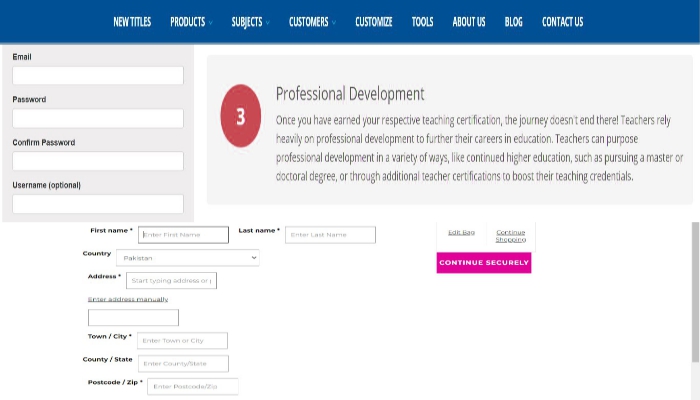 NEW TITLES PRODUCTS SUBJECTS CUSTOMERS CUSTOMIZE TOOLS ABOUT US BLOG CONTACT US
Email
Password
Confirm Password
Username (optional)
3
Professional Development
Once you have earned your respective teaching certification, the journey doesn't end there! Teachers rely
heavily on professional development to further their careers in education. Teachers can purpose
professional development in a variety of ways, like continued higher education, such as pursuing a master or
doctoral degree, or through additional teacher certifications to boost their teaching credentials.
First name * Enter First Name Last name * Enter Last Name
Country Pakistan
Address * Start typing address or p
Enter address manually
Town / City * Enter Town or City
County / State Enter County/State
Postcode / Zip * Enter Postcode/Zip
Edit Bag Continue
Shopping
CONTINUE SECURELY